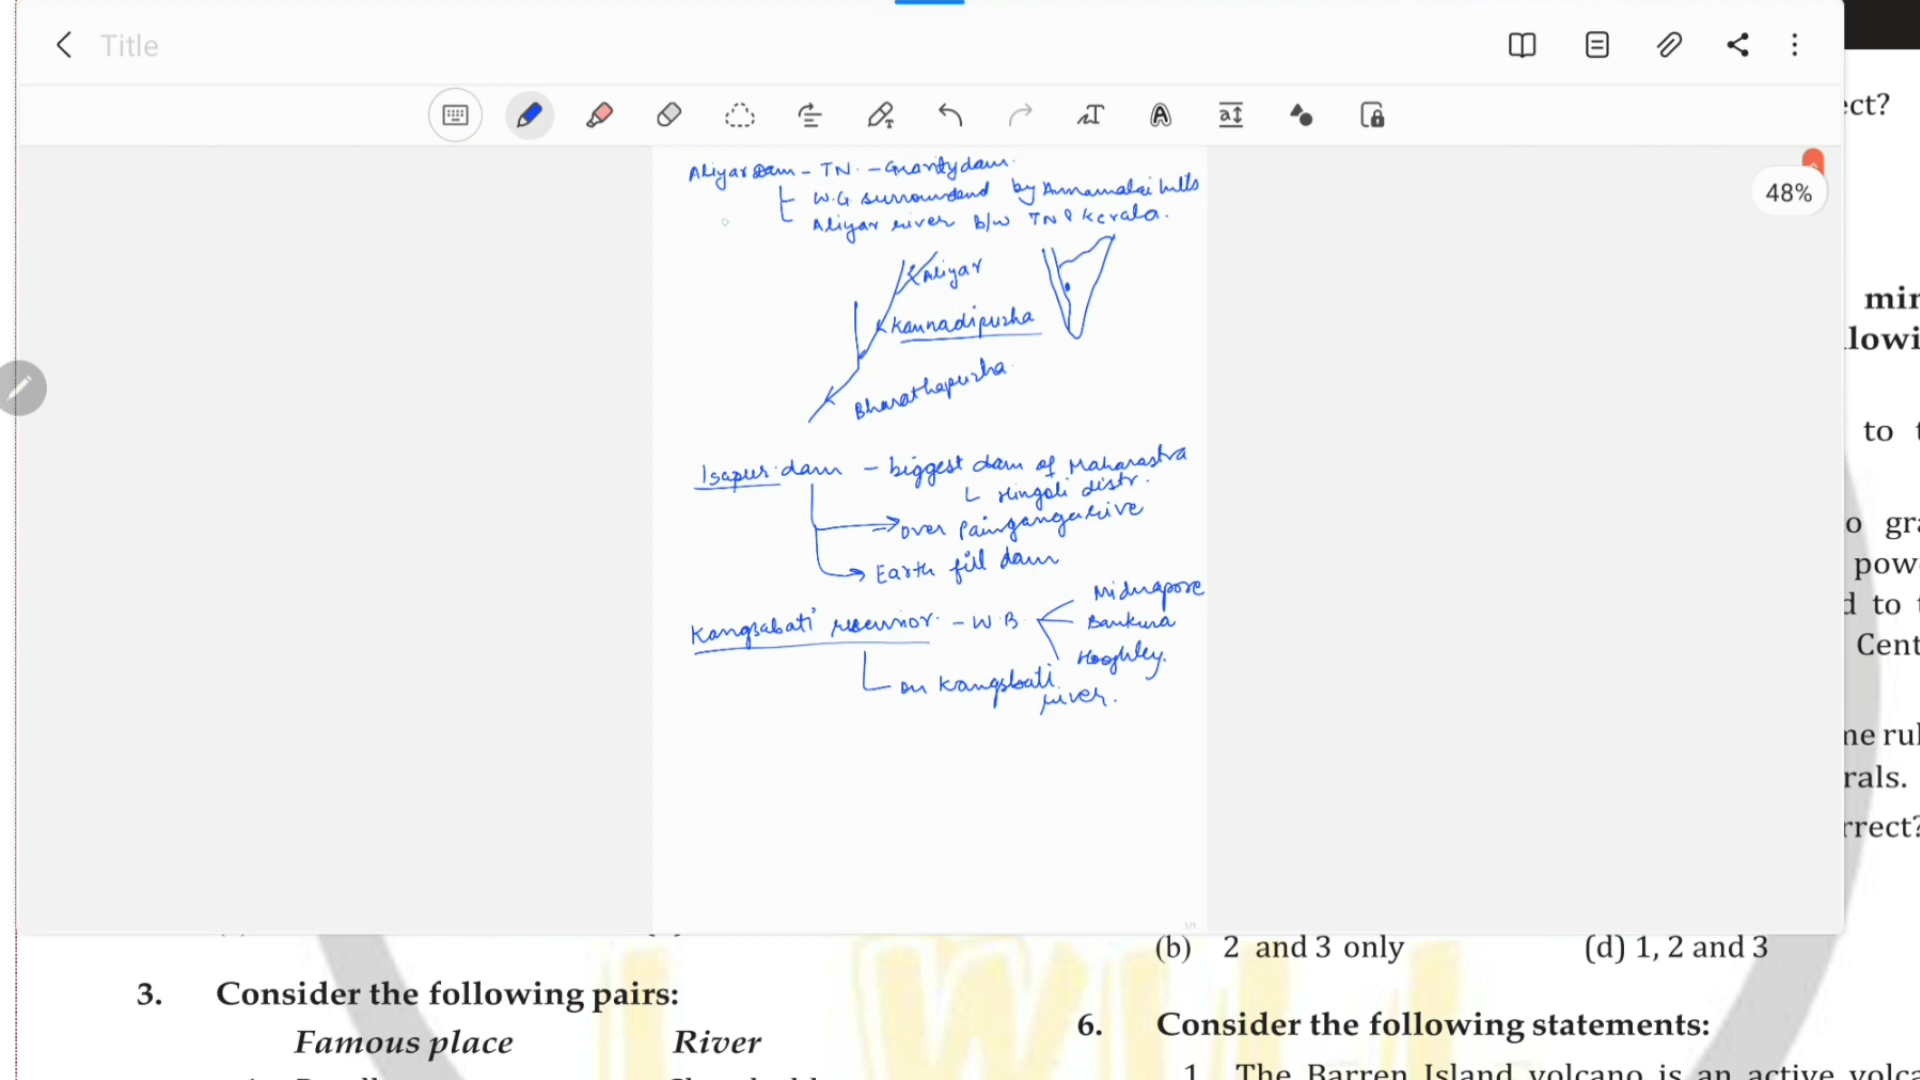 Title
48%
Aliyar Dam - TN. - Gravity dam.
W.G surrounded by Annamalai hills
Aliyar river b/w TN & Kerala.
Aliyar
Kannadipuzha
Bharathapuzha
Isapur dam - biggest dam of Maharastra
Hingoli distr.
over Painganga
Earth fill dam
Kangsabati reservior - W.B.
Midnapore
Bankura
Hooghley.
on Kangsbati
river.
ct?
min
lowi
to t
o gra
pow
d to t
Cent
ne rul
rals.
rrect?
(b) 2 and 3 only
(d) 1, 2 and 3
3. Consider the following pairs:
Famous place River
6. Consider the following statements:
1. The Barren Island volcano is an active volca